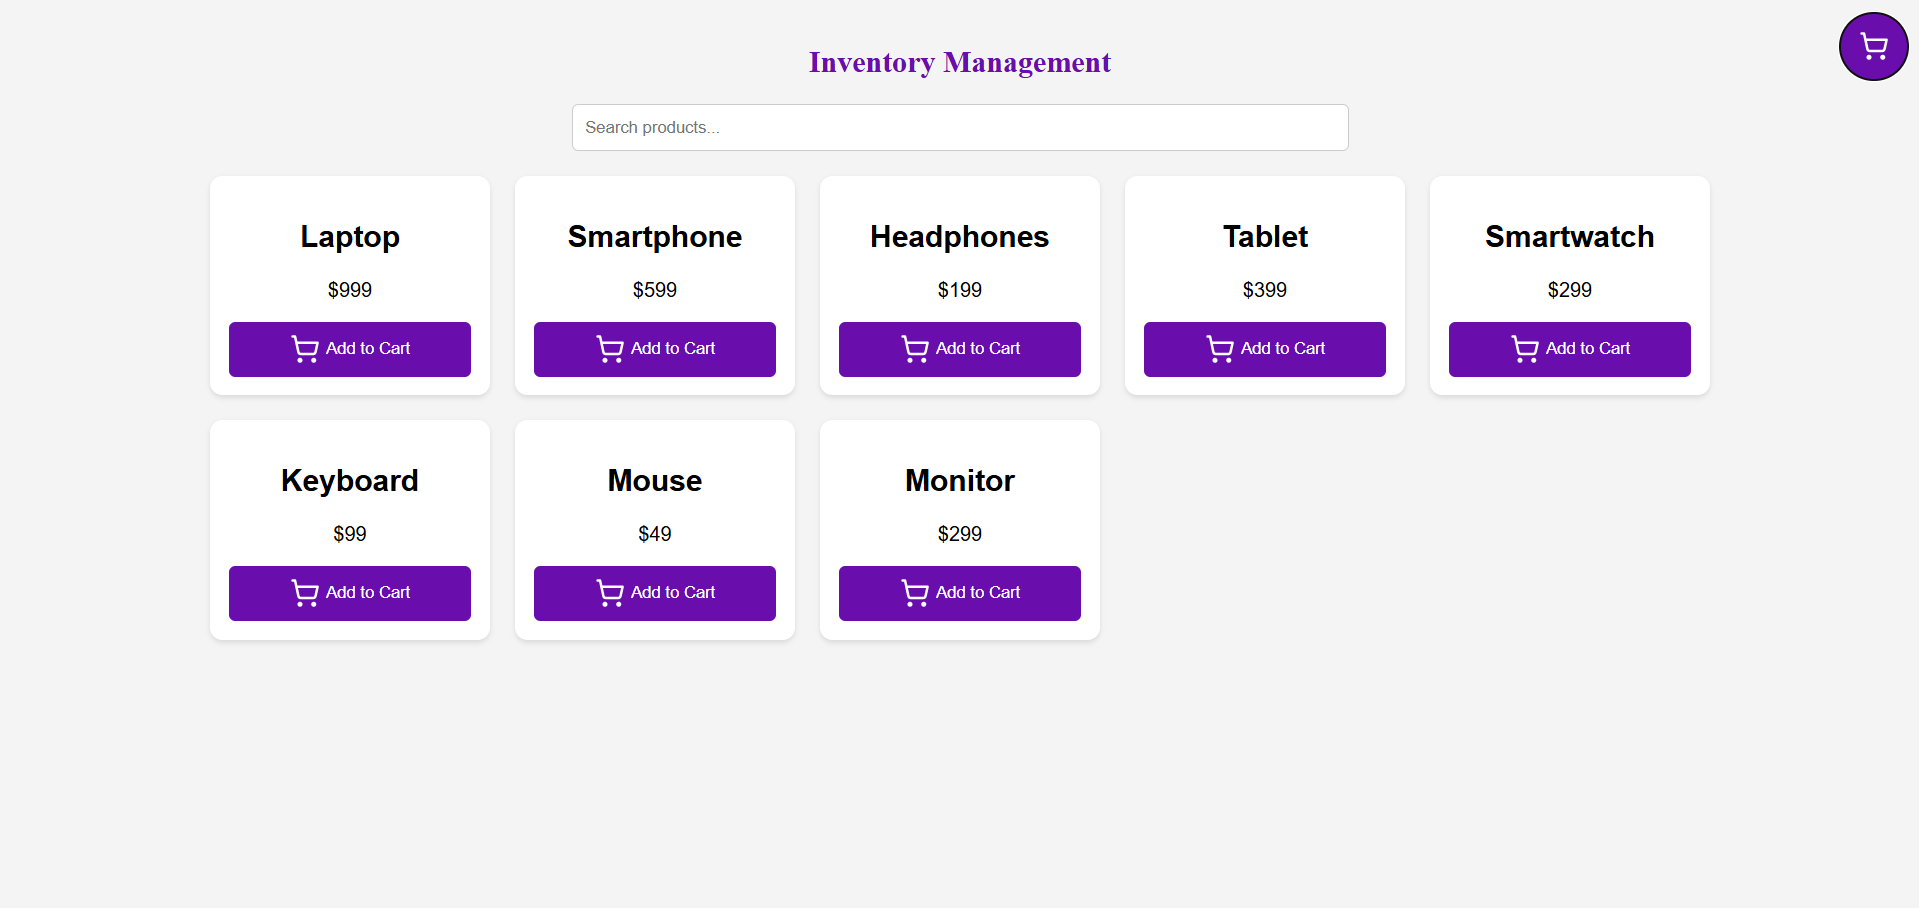 Inventory Management
Search products...
Laptop
$999
Add to Cart
Smartphone
$599
Add to Cart
Headphones
$199
Add to Cart
Tablet
$399
Add to Cart
Smartwatch
$299
Add to Cart
Keyboard
$99
Add to Cart
Mouse
$49
Add to Cart
Monitor
$299
Add to Cart